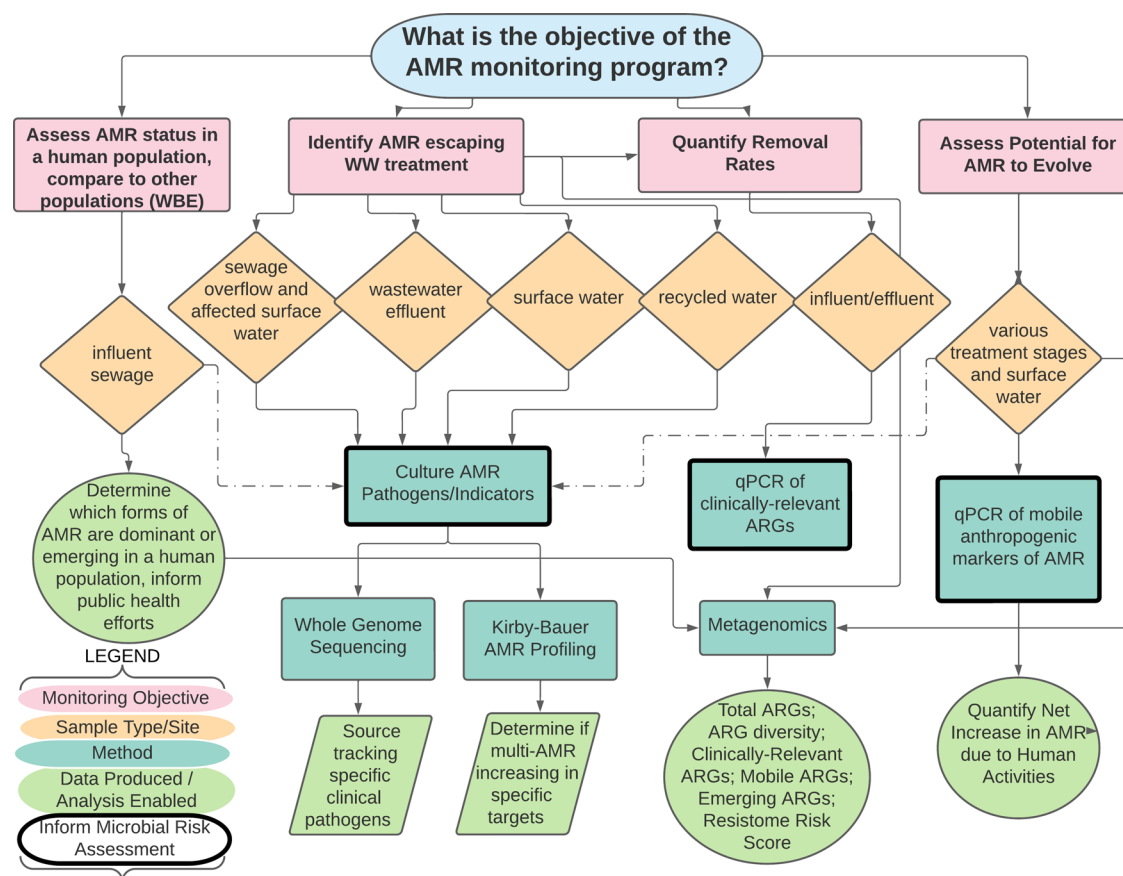 What is the objective of the
AMR monitoring program?
Assess AMR status in
a human population,
compare to other
populations (WBE)
Identify AMR escaping
WW treatment
Quantify Removal
Rates
Assess Potential for
AMR to Evolve
sewage
overflow and
affected surface
water
wastewater
effluent
surface water
recycled water
influent/effluent
influent
sewage
various
treatment stages
and surface
water
Culture AMR
Pathogens/Indicators
qPCR of
clinically-relevant
ARGs
qPCR of mobile
anthropogenic
markers of AMR
Determine
which forms of
AMR are dominant or
emerging in a human
population, inform
public health
efforts
Whole Genome
Sequencing
Kirby-Bauer
AMR Profiling
Metagenomics
LEGEND
Monitoring Objective
Sample Type/Site
Method
Data Produced /
Analysis Enabled
Inform Microbial Risk
Assessment
Source
tracking
specific
clinical
pathogens
Determine if
multi-AMR
increasing in
specific
targets
Total ARGs;
ARG diversity;
Clinically-Relevant
ARGs; Mobile ARGs;
Emerging ARGs;
Resistome Risk
Score
Quantify Net
Increase in AMR
due to Human
Activities